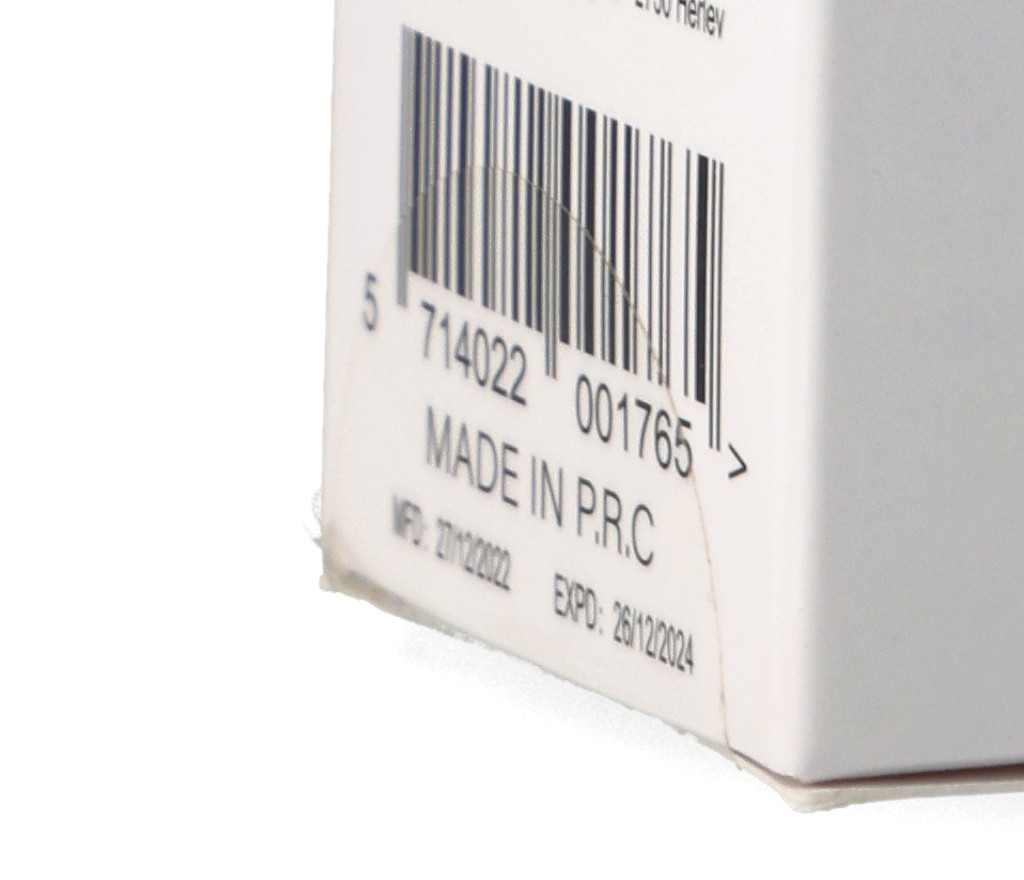 2730 Herlev
5 714022 001765 >
MADE IN P.R.C
MFD: 27/12/2022 EXPD: 26/12/2024